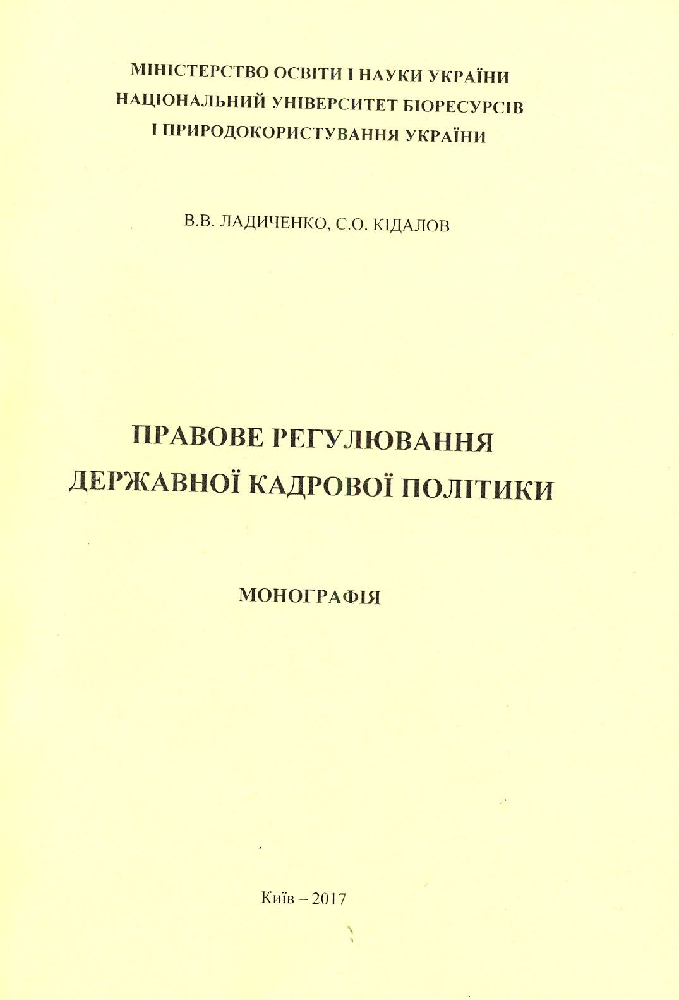 МІНІСТЕРСТВО ОСВІТИ І НАУКИ УКРАЇНИ
НАЦІОНАЛЬНИЙ УНІВЕРСИТЕТ БІОРЕСУРСІВ
І ПРИРОДОКОРИСТУВАННЯ УКРАЇНИ
В.В. ЛАДИЧЕНКО, С.О. КІДАЛОВ
ПРАВОВЕ РЕГУЛЮВАННЯ
ДЕРЖАВНОЇ КАДРОВОЇ ПОЛІТИКИ
МОНОГРАФІЯ
Київ – 2017